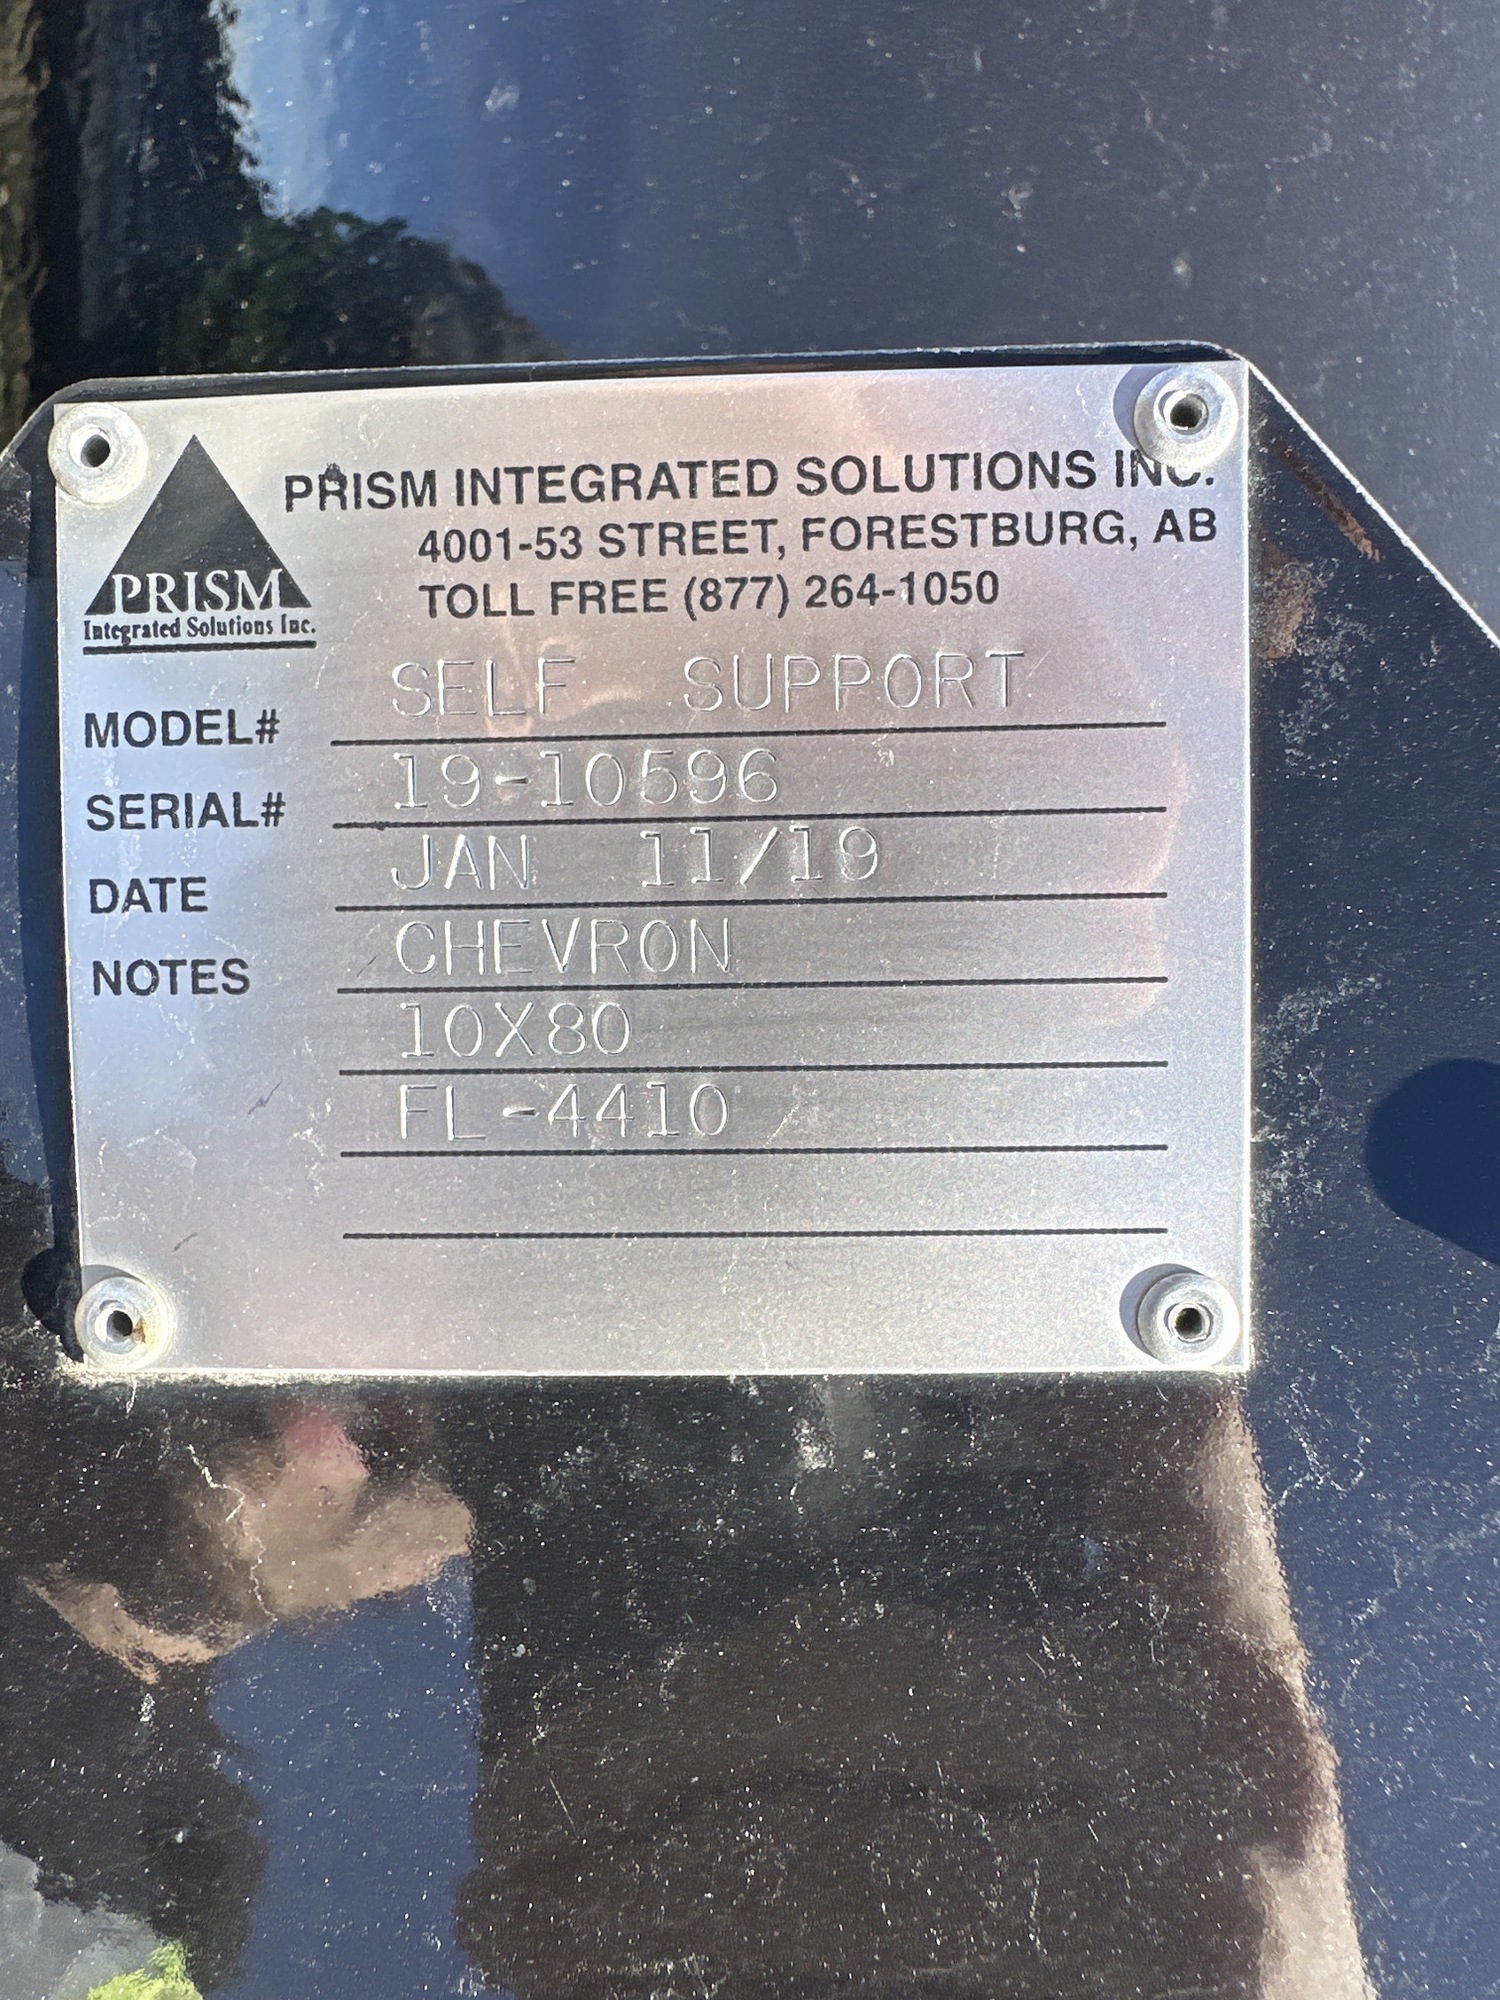 PRISM INTEGRATED SOLUTIONS INC.
4001-53 STREET, FORESTBURG, AB
TOLL FREE (877) 264-1050
PRISM
Integrated Solutions Inc.
MODEL# SELF SUPPORT
SERIAL# 19-10596
DATE JAN 11/19
NOTES CHEVRON
10X80
FL-4410